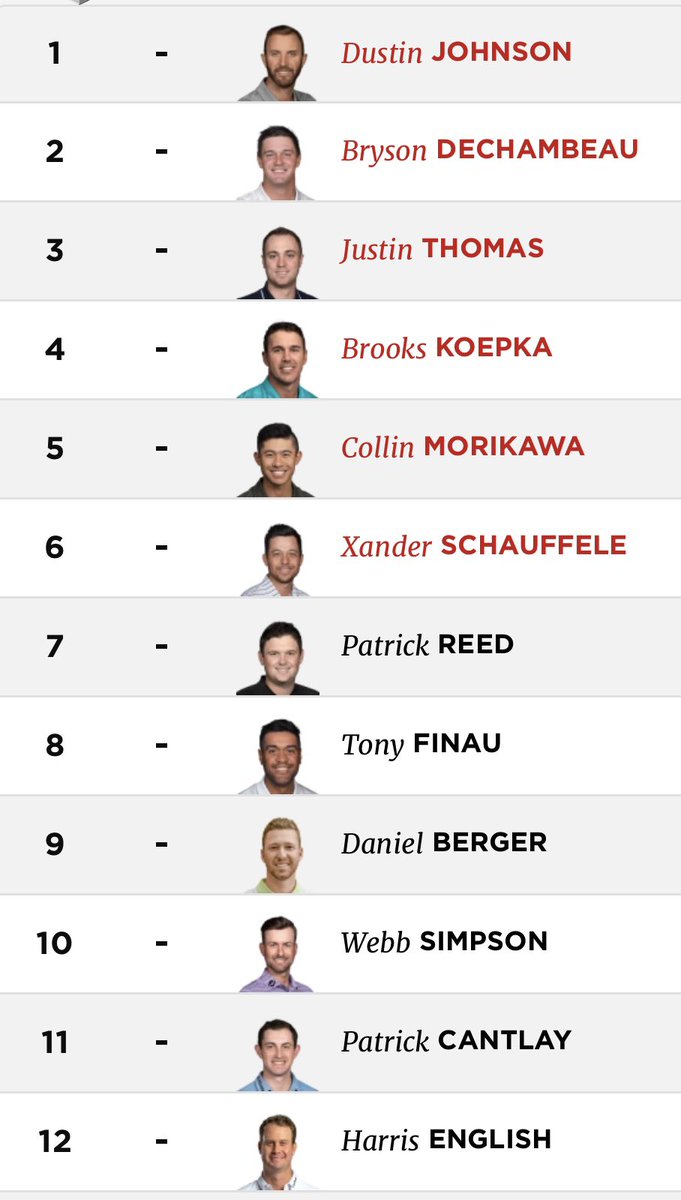 1 - Dustin JOHNSON
2 - Bryson DECHAMBEAU
3 - Justin THOMAS
4 - Brooks KOEPKA
5 - Collin MORIKAWA
6 - Xander SCHAUFFELE
7 - Patrick REED
8 - Tony FINAU
9 - Daniel BERGER
10 - Webb SIMPSON
11 - Patrick CANTLAY
12 - Harris ENGLISH